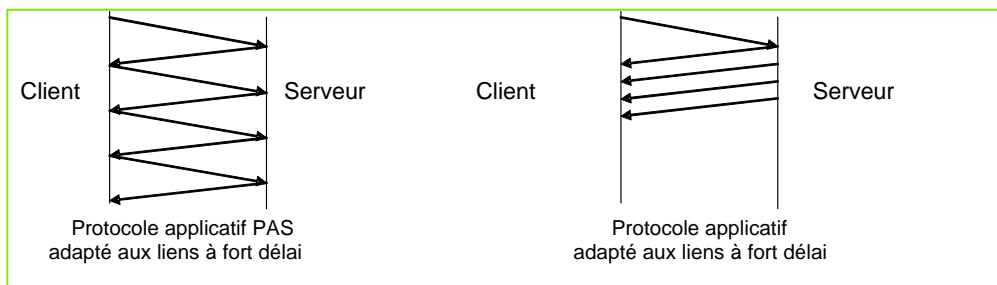 Client
Serveur
Protocole applicatif PAS
adapté aux liens à fort délai
Client
Serveur
Protocole applicatif
adapté aux liens à fort délai